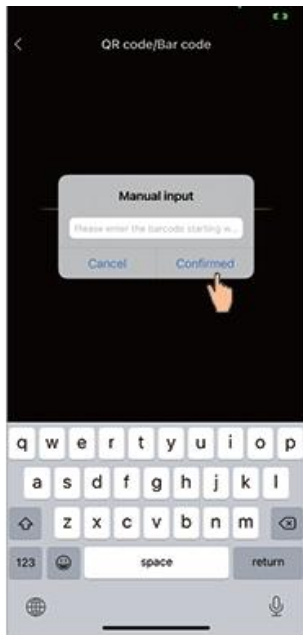 QR code/Bar code
Manual input
Please enter the barcode starting w...
Cancel Confirmed
q w e r t y u i o p
a s d f g h j k l
z x c v b n m
123 space return